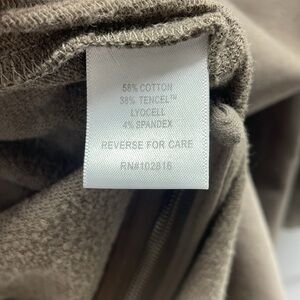 58% COTTON
38% TENCEL™
LYOCELL
4% SPANDEX
REVERSE FOR CARE
RN#102816